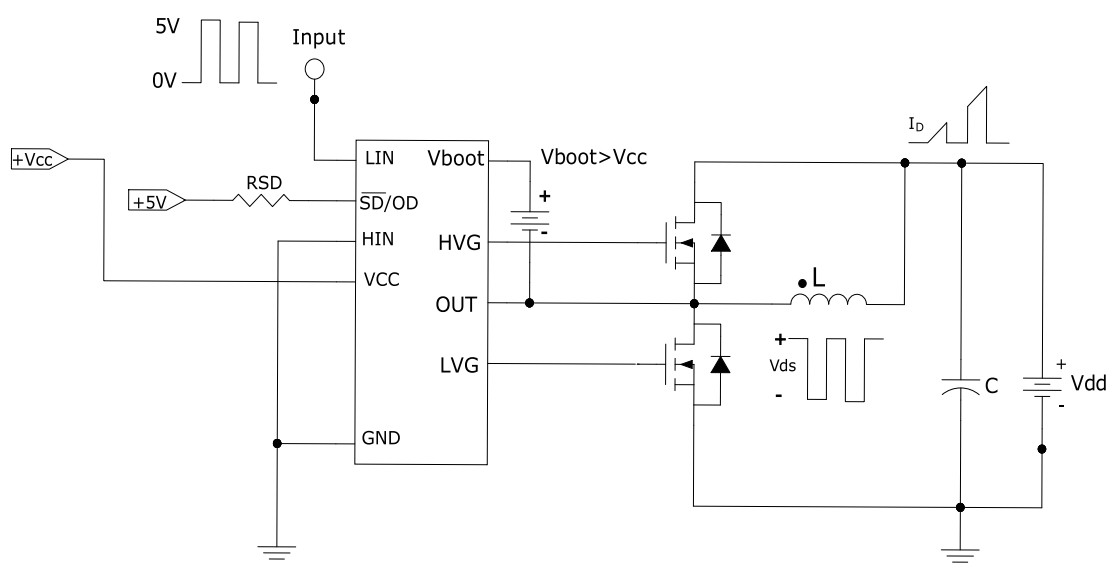 5V
0V
Input
+Vcc
+5V
RSD
LIN
SD/OD
HIN
VCC
GND
Vboot
HVG
OUT
LVG
Vboot>Vcc
+
-
L
+
Vds
-
ID
C
+
Vdd
-